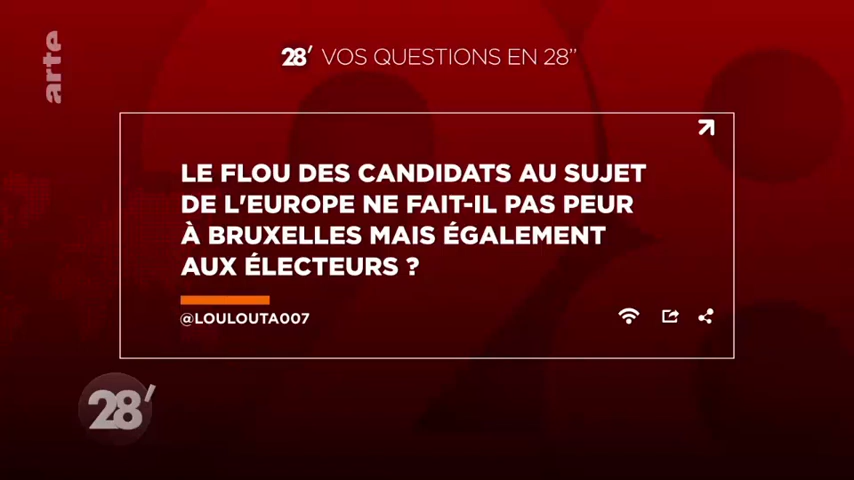 arte
28' VOS QUESTIONS EN 28"
LE FLOU DES CANDIDATS AU SUJET
DE L'EUROPE NE FAIT-IL PAS PEUR
À BRUXELLES MAIS ÉGALEMENT
AUX ÉLECTEURS ?
@LOULOUTA007
28'